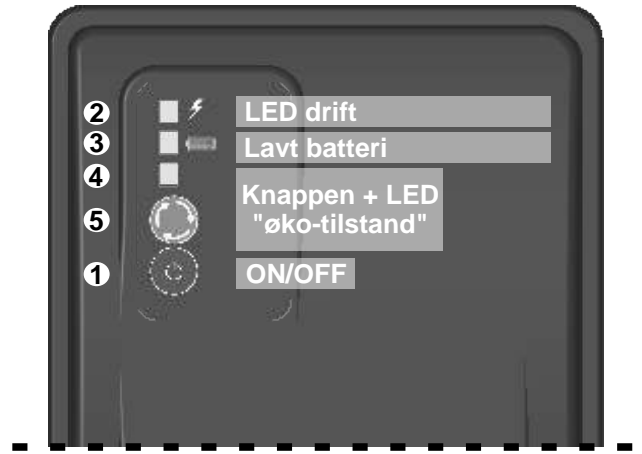 2 LED drift
3 Lavt batteri
4 Knappen + LED
5 "øko-tilstand"
1 ON/OFF